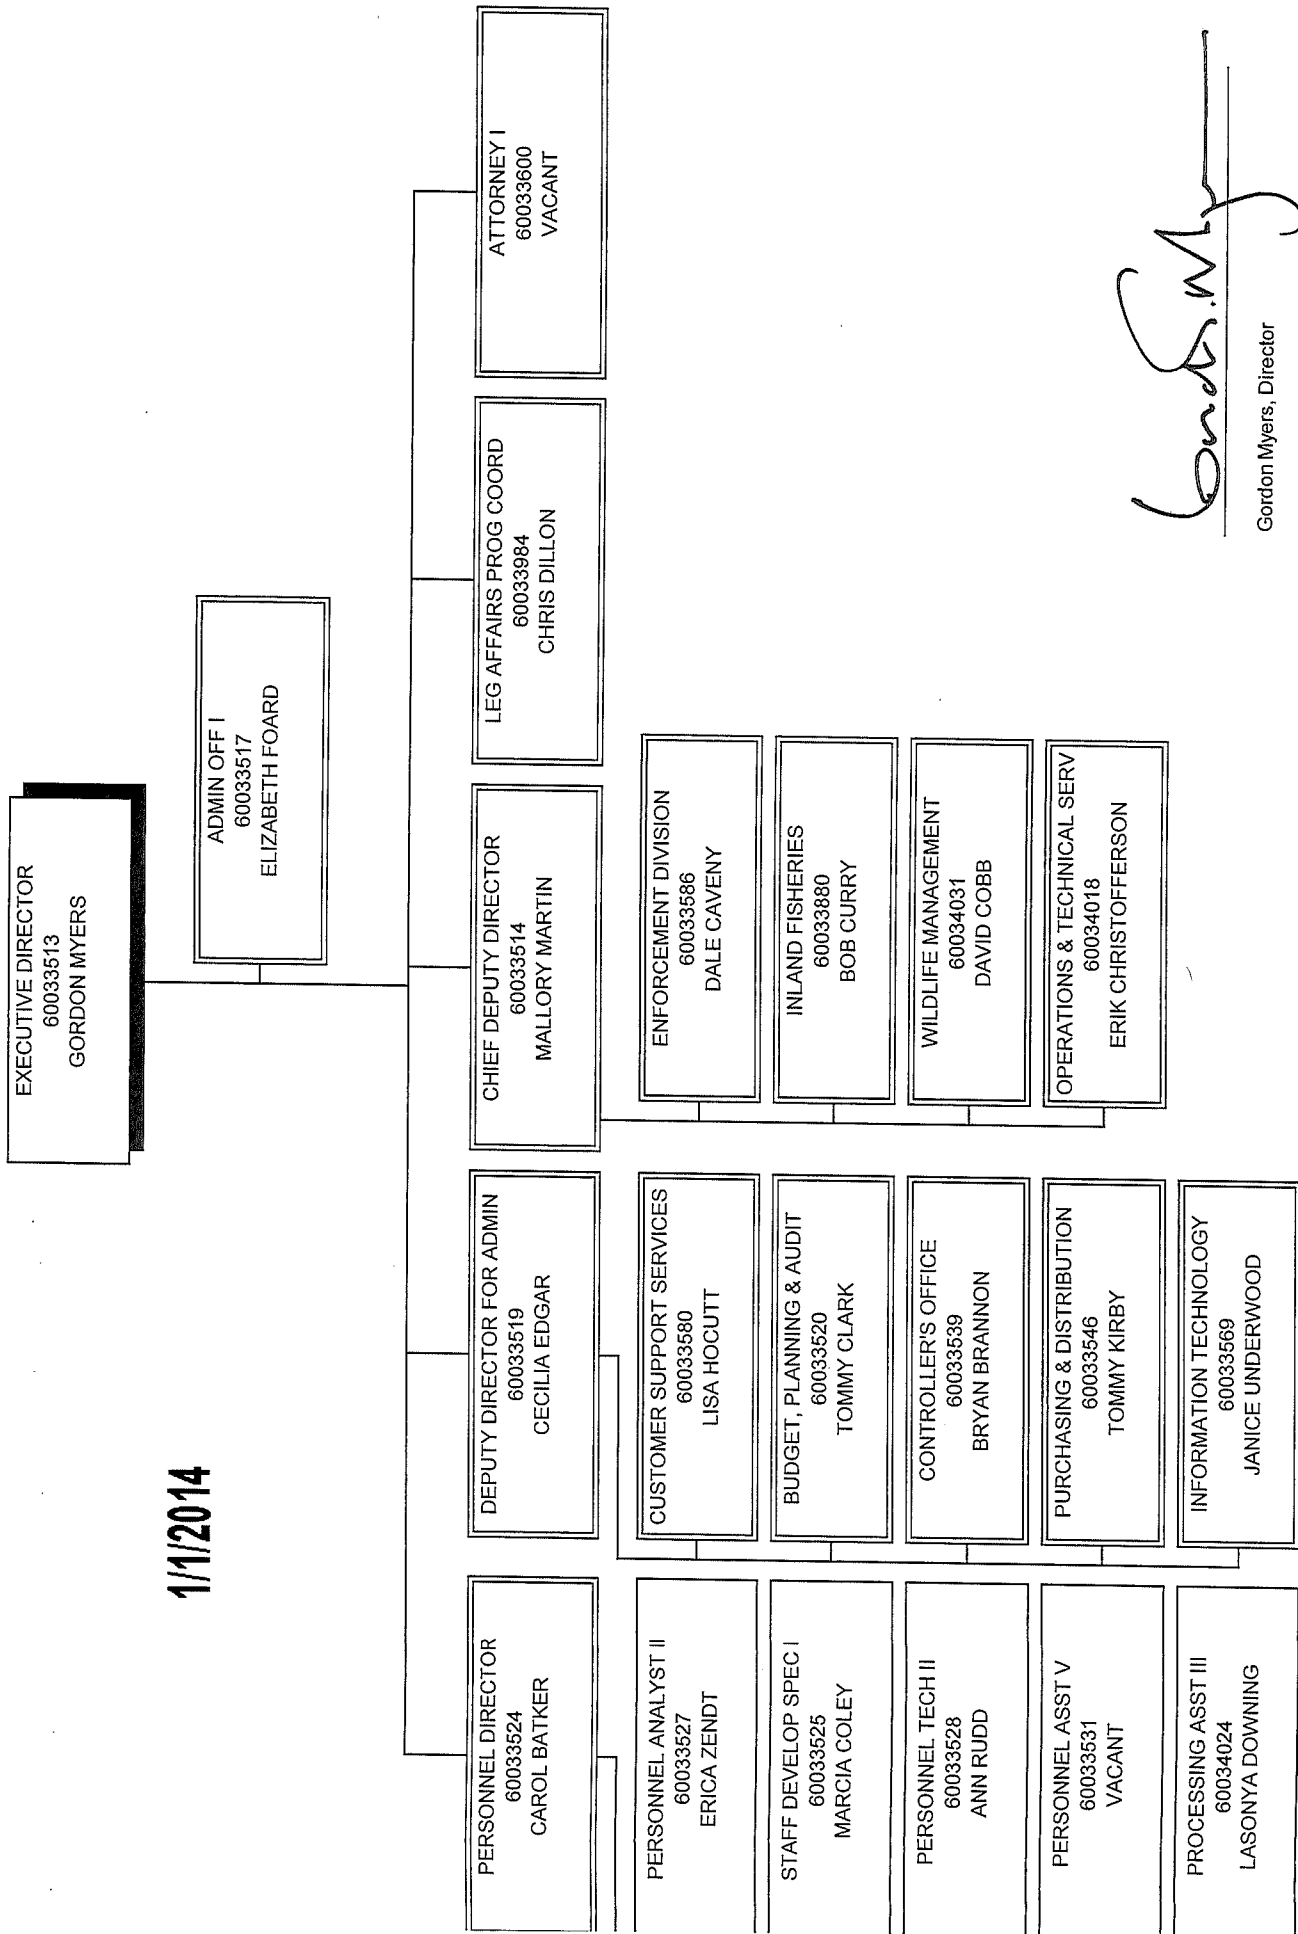 1/1/2014
EXECUTIVE DIRECTOR
60033513
GORDON MYERS
ADMIN OFF I
60033517
ELIZABETH FOARD
PERSONNEL DIRECTOR
60033524
CAROL BATKER
PERSONNEL ANALYST II
60033527
ERICA ZENDT
STAFF DEVELOP SPEC I
60033525
MARCIA COLEY
PERSONNEL TECH II
60033528
ANN RUDD
PERSONNEL ASST V
60033531
VACANT
PROCESSING ASST III
60034024
LASONYA DOWNING
DEPUTY DIRECTOR FOR ADMIN
60033519
CECILIA EDGAR
CUSTOMER SUPPORT SERVICES
60033580
LISA HOCUTT
BUDGET, PLANNING & AUDIT
60033520
TOMMY CLARK
CONTROLLER'S OFFICE
60033539
BRYAN BRANNON
PURCHASING & DISTRIBUTION
60033546
TOMMY KIRBY
INFORMATION TECHNOLOGY
60033569
JANICE UNDERWOOD
CHIEF DEPUTY DIRECTOR
60033514
MALLORY MARTIN
ENFORCEMENT DIVISION
60033586
DALE CAVENY
INLAND FISHERIES
60033880
BOB CURRY
WILDLIFE MANAGEMENT
60034031
DAVID COBB
OPERATIONS & TECHNICAL SERV
60034018
ERIK CHRISTOFFERSON
LEG AFFAIRS PROG COORD
60033984
CHRIS DILLON
ATTORNEY I
60033600
VACANT
Gordon Myers, Director